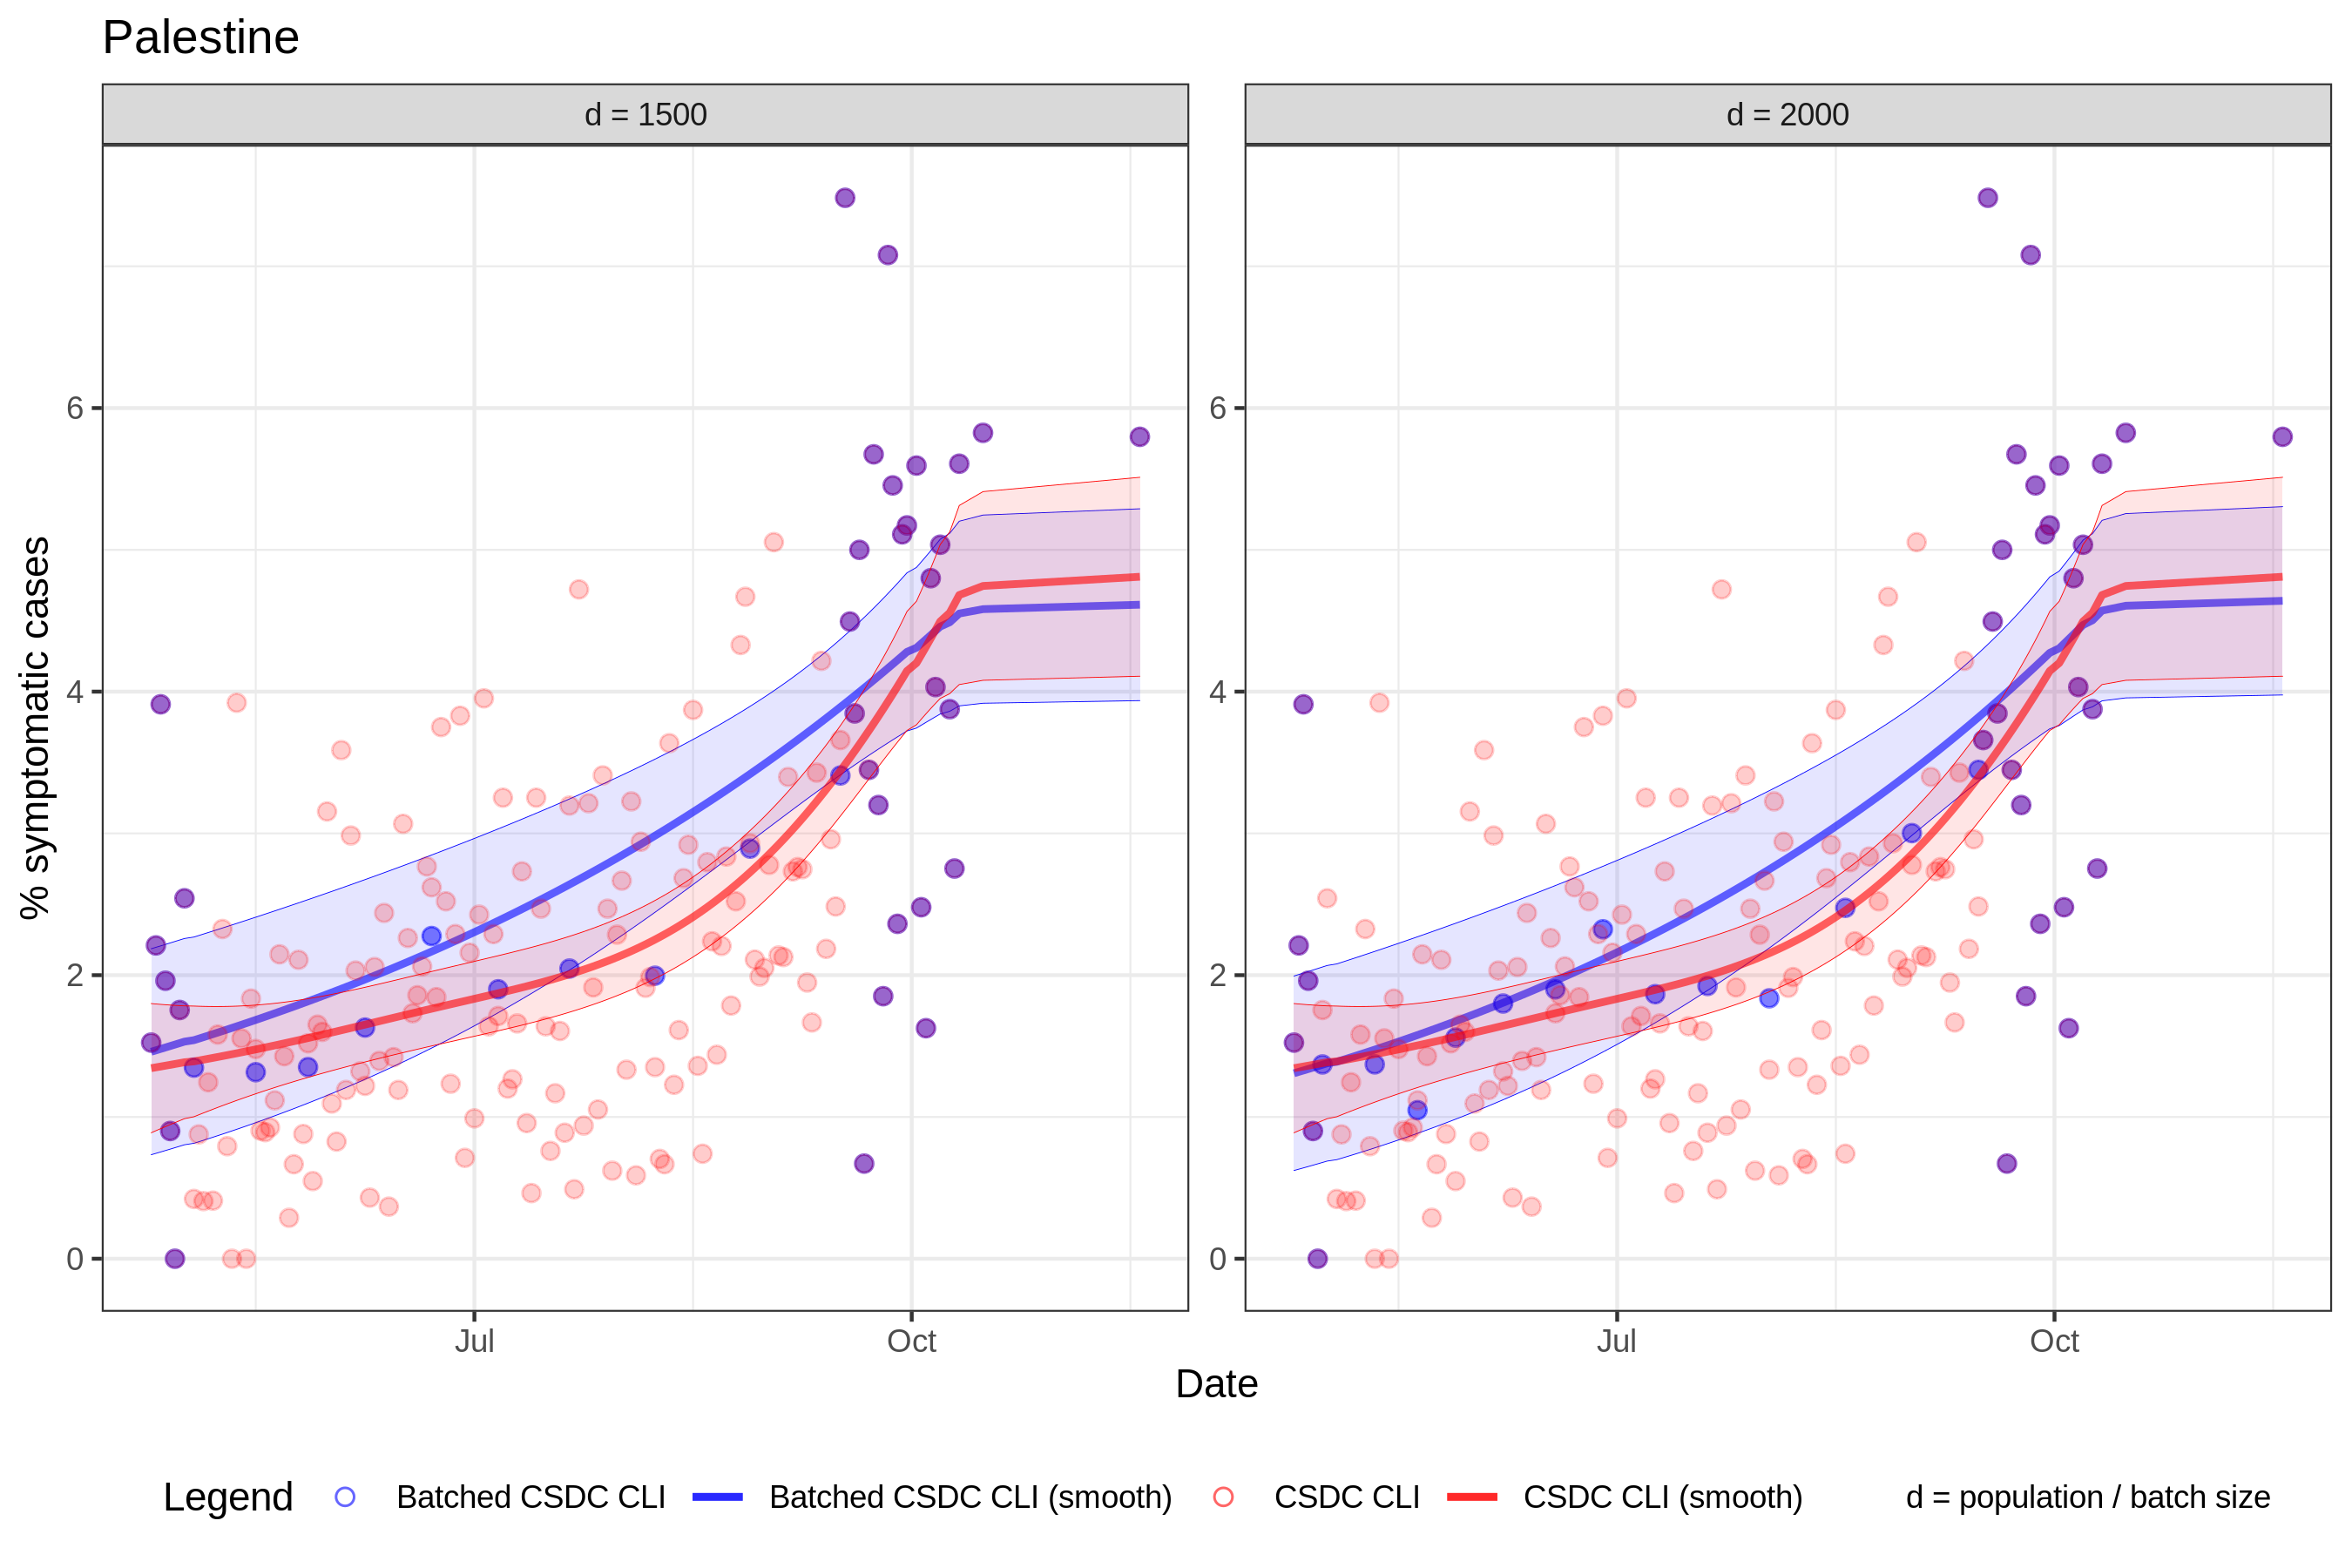 Palestine
d = 1500
d = 2000
% symptomatic cases
6
4
2
0
6
4
2
0
Jul
Oct
Jul
Oct
Date
Legend
Batched CSDC CLI
Batched CSDC CLI (smooth)
CSDC CLI
CSDC CLI (smooth)
d = population / batch size